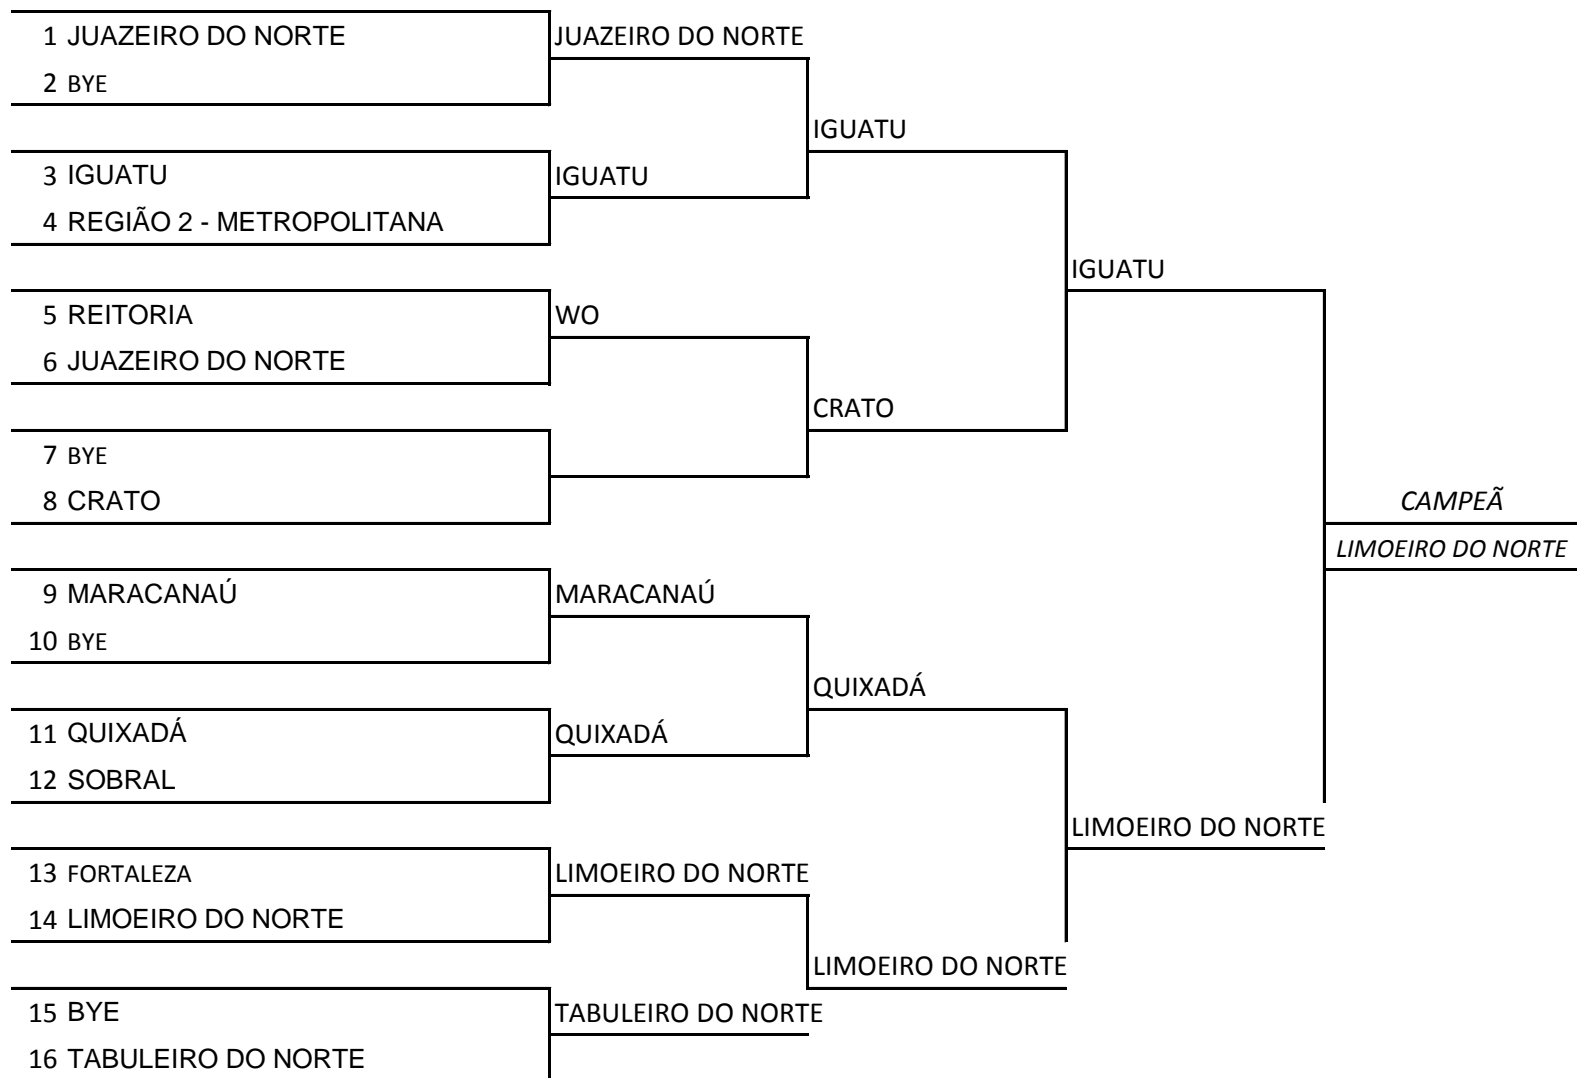 1 JUAZEIRO DO NORTE JUAZEIRO DO NORTE
2 BYE
IGUATU
3 IGUATU IGUATU
4 REGIÃO 2 - METROPOLITANA
IGUATU
5 REITORIA WO
6 JUAZEIRO DO NORTE
CRATO
7 BYE
8 CRATO CAMPEÃ
LIMOEIRO DO NORTE
9 MARACANAÚ MARACANAÚ
10 BYE
QUIXADÁ
11 QUIXADÁ QUIXADÁ
12 SOBRAL
LIMOEIRO DO NORTE
13 FORTALEZA LIMOEIRO DO NORTE
14 LIMOEIRO DO NORTE
LIMOEIRO DO NORTE
15 BYE TABULEIRO DO NORTE
16 TABULEIRO DO NORTE